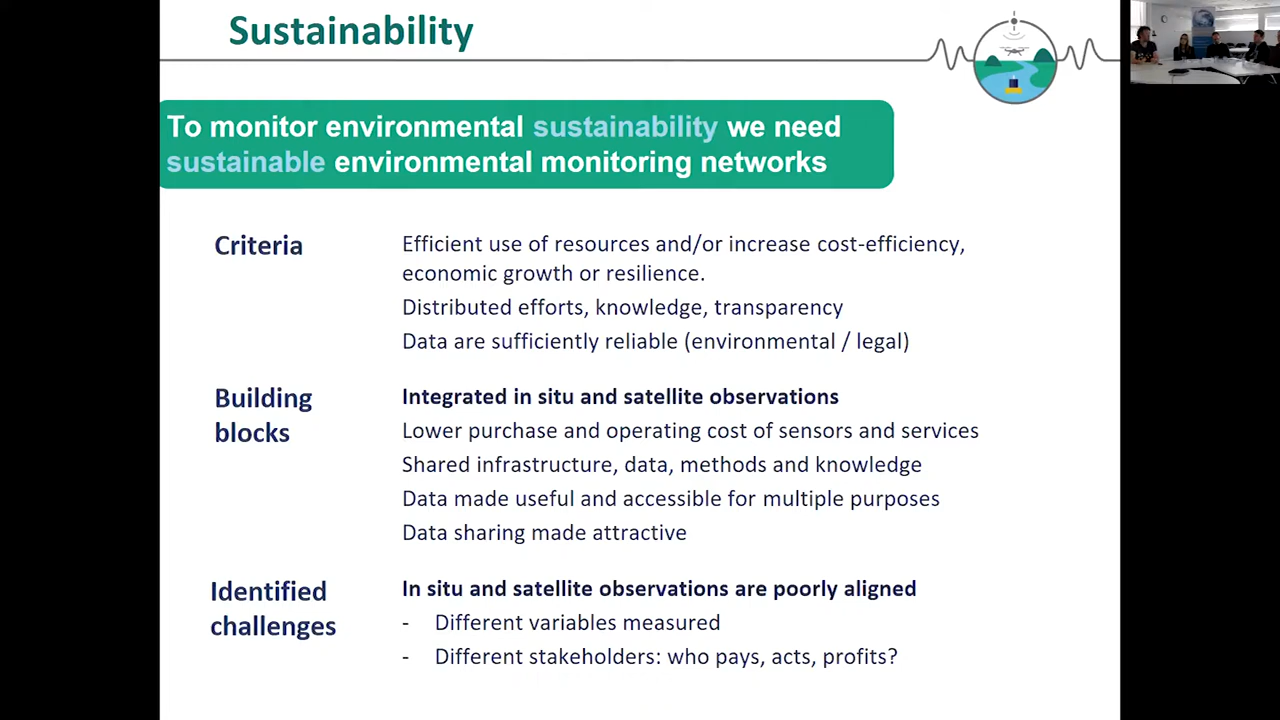 Sustainability
To monitor environmental sustainability we need
sustainable environmental monitoring networks
Criteria
Efficient use of resources and/or increase cost-efficiency,
economic growth or resilience.
Distributed efforts, knowledge, transparency
Data are sufficiently reliable (environmental / legal)
Building
blocks
Integrated in situ and satellite observations
Lower purchase and operating cost of sensors and services
Shared infrastructure, data, methods and knowledge
Data made useful and accessible for multiple purposes
Data sharing made attractive
Identified
challenges
In situ and satellite observations are poorly aligned
- Different variables measured
- Different stakeholders: who pays, acts, profits?